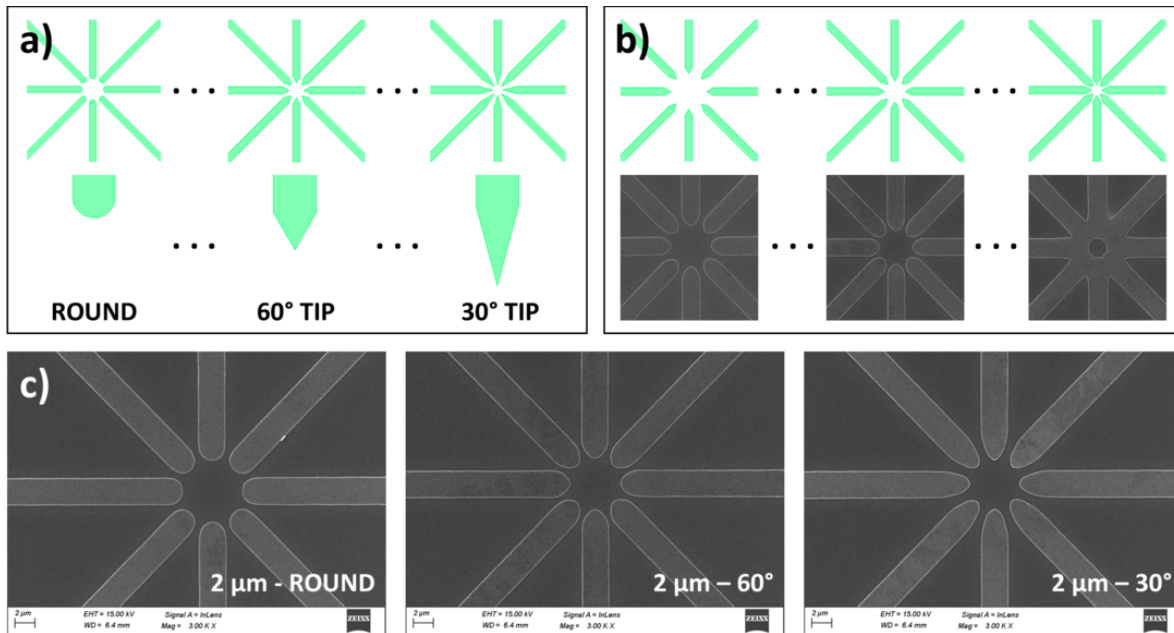 a)
ROUND
60° TIP
30° TIP
b)
c)
2 µm - ROUND
2 µm – 60°
2 µm – 30°
2 µm
EHT = 15.00 kV
WD = 6.4 mm
Signal A = InLens
Mag = 3.00 K X
ZEISS
2 µm
EHT = 15.00 kV
WD = 6.4 mm
Signal A = InLens
Mag = 3.00 K X
ZEISS
2 µm
EHT = 15.00 kV
WD = 6.4 mm
Signal A = InLens
Mag = 3.00 K X
ZEISS